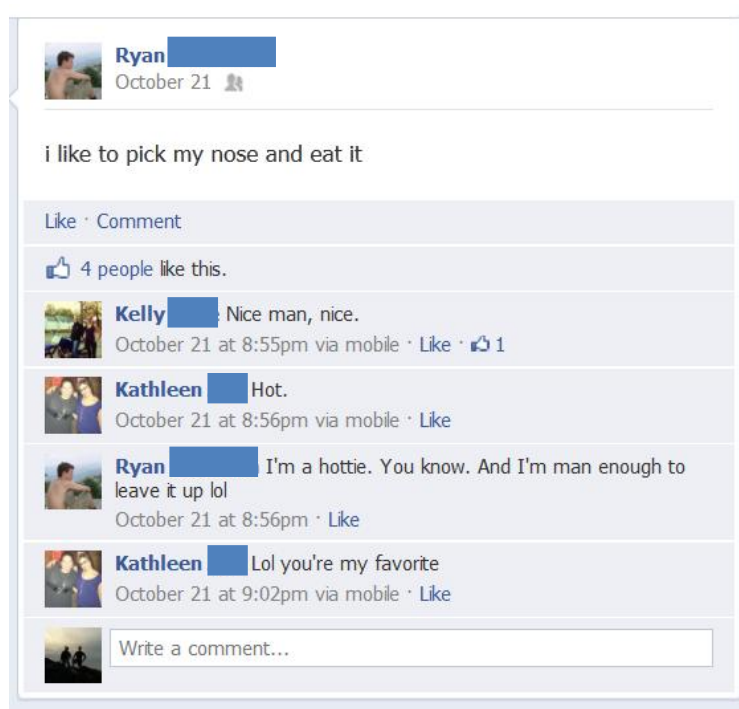 Ryan
October 21
i like to pick my nose and eat it
Like · Comment
4 people like this.
Kelly Nice man, nice.
October 21 at 8:55pm via mobile · Like · 1
Kathleen Hot.
October 21 at 8:56pm via mobile · Like
Ryan I'm a hottie. You know. And I'm man enough to
leave it up lol
October 21 at 8:56pm · Like
Kathleen Lol you're my favorite
October 21 at 9:02pm via mobile · Like
Write a comment...